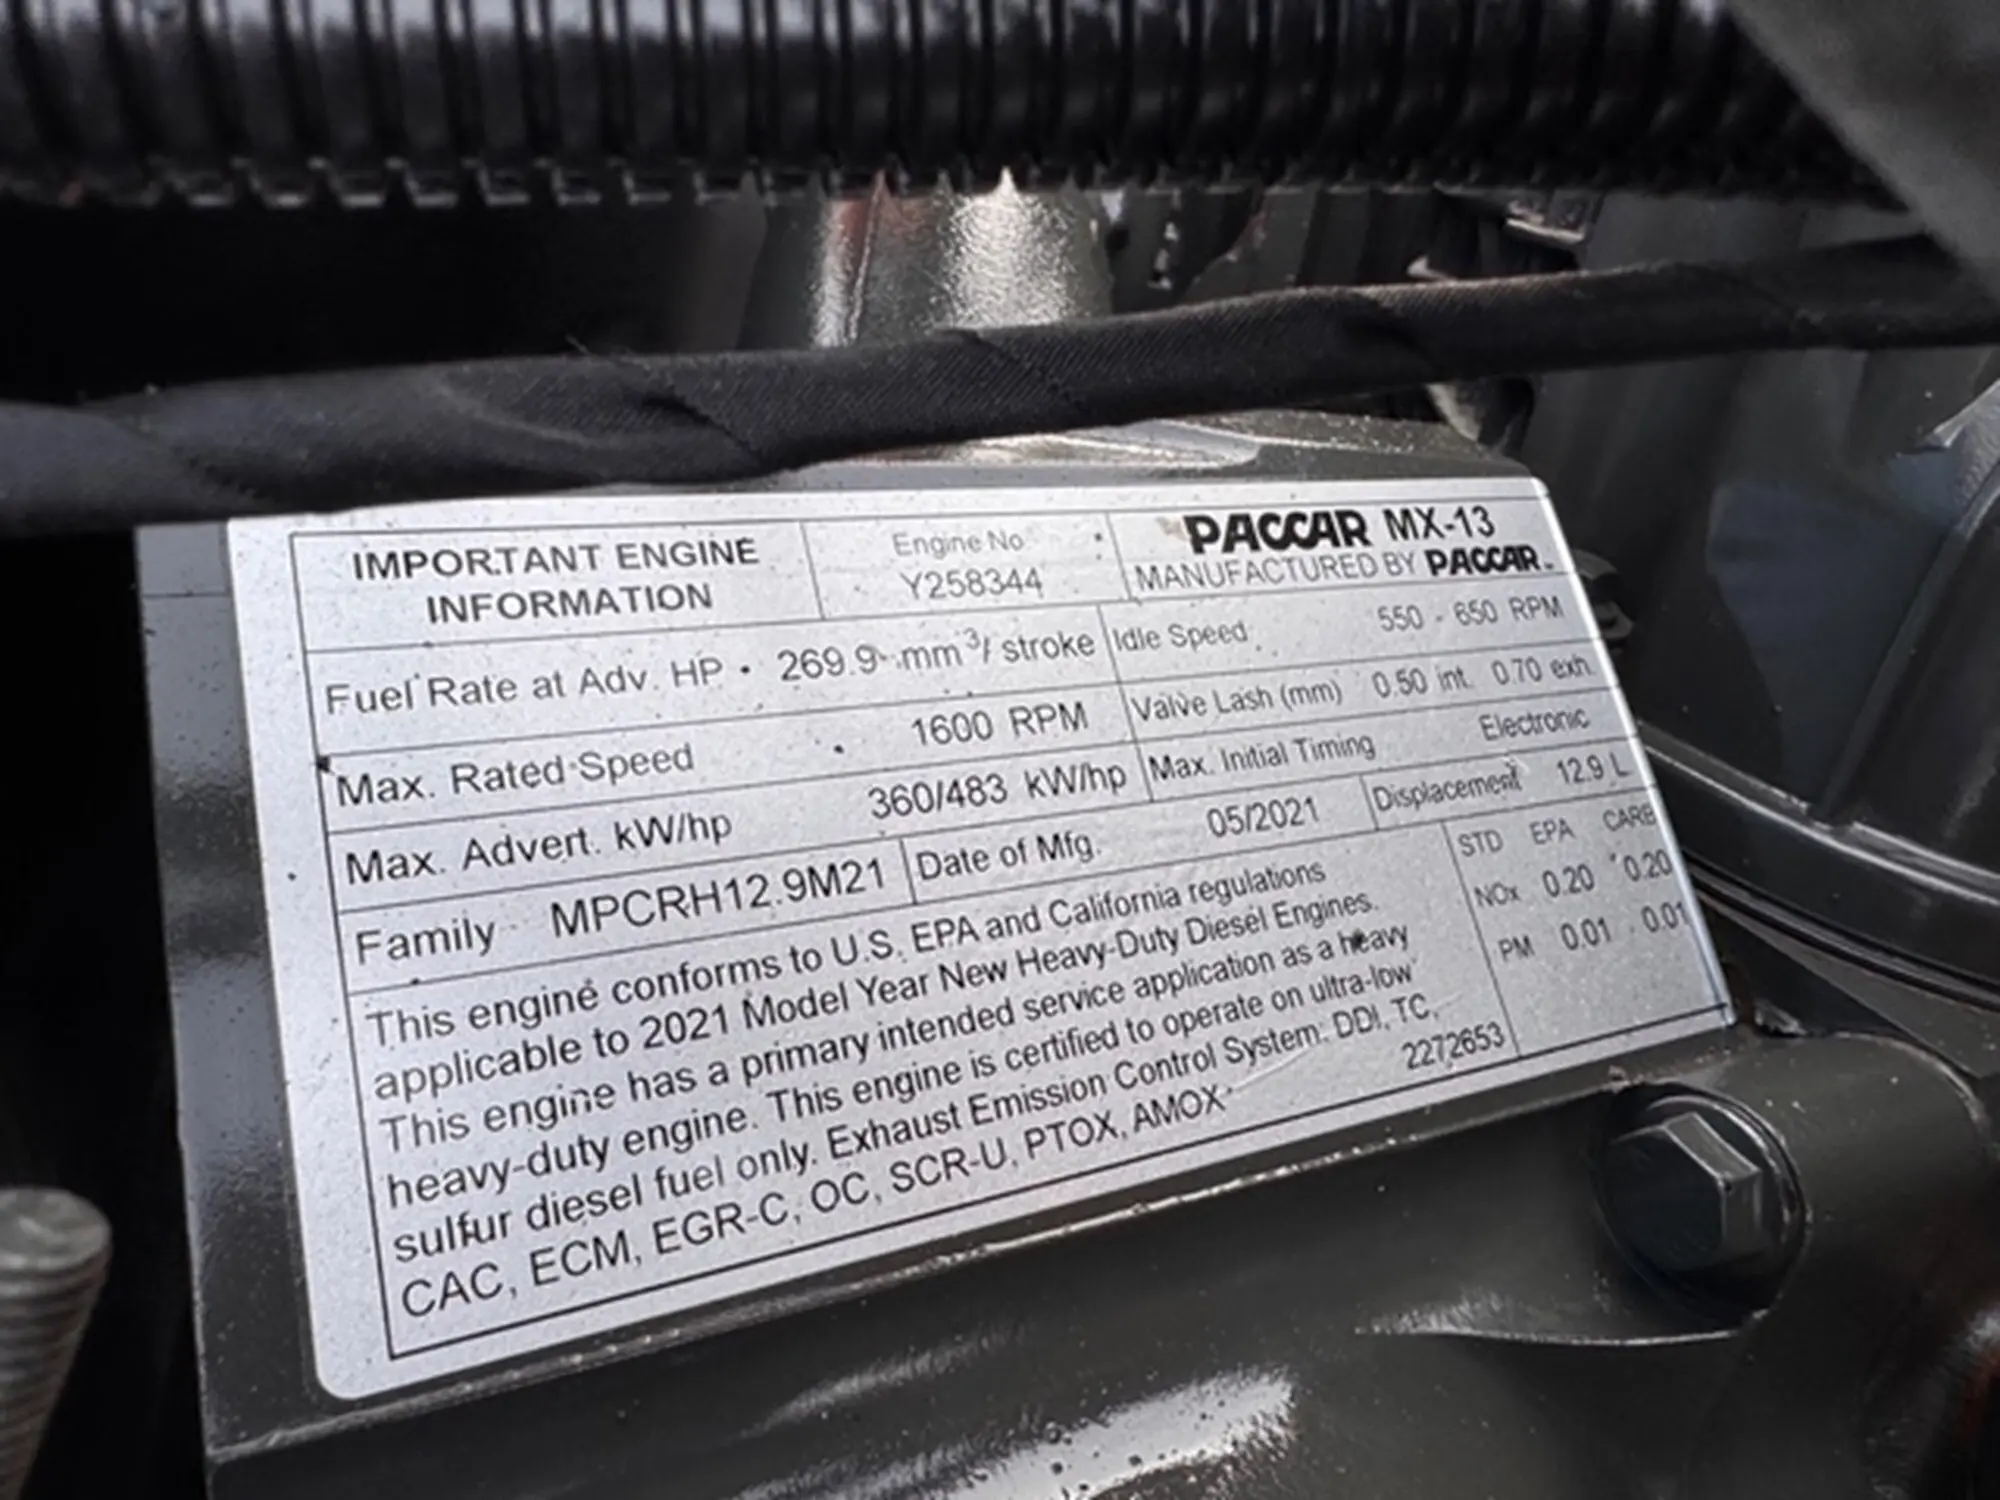 IMPORTANT ENGINE
INFORMATION
Engine No
Y258344
PACCAR MX-13
MANUFACTURED BY PACCAR
Fuel Rate at Adv. HP 269.9 mm³/ stroke
Idle Speed 550 - 650 RPM
Max. Rated Speed 1600 RPM
Valve Lash (mm) 0.50 int. 0.70 exh.
Max. Advert. kW/hp 360/483 kW/hp
Max. Initial Timing Electronic
Family MPCRH12.9M21
Date of Mfg. 05/2021
Displacement 12.9 L
This engine conforms to U.S. EPA and California regulations
applicable to 2021 Model Year New Heavy-Duty Diesel Engines.
This engine has a primary intended service application as a heavy
heavy-duty engine. This engine is certified to operate on ultra-low
sulfur diesel fuel only. Exhaust Emission Control System: DDI, TC,
CAC, ECM, EGR-C, OC, SCR-U, PTOX, AMOX
2272653
STD EPA CARB
NOx 0.20 0.20
PM 0.01 0.01